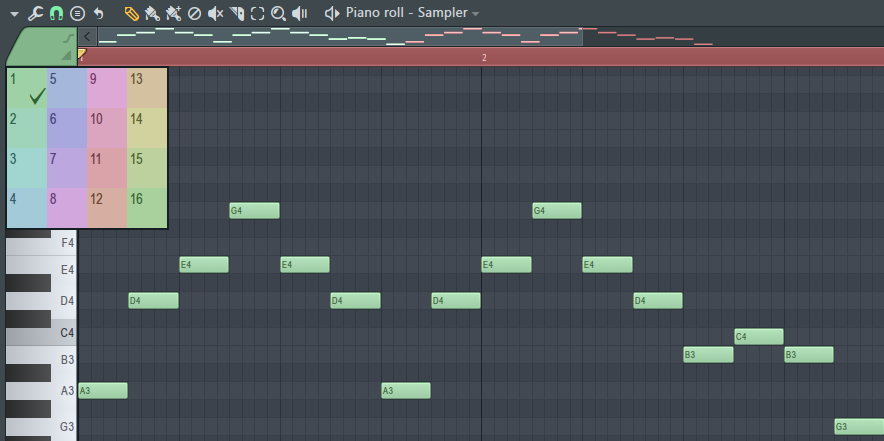 Piano roll - Sampler
2
1 5 9 13
2 6 10 14
3 7 11 15
4 8 12 16
G4 G4
F4
E4 E4 E4 E4 E4
D4 D4 D4 D4 D4
C4 C4
B3 B3 B3
A3 A3 A3
G3 G3